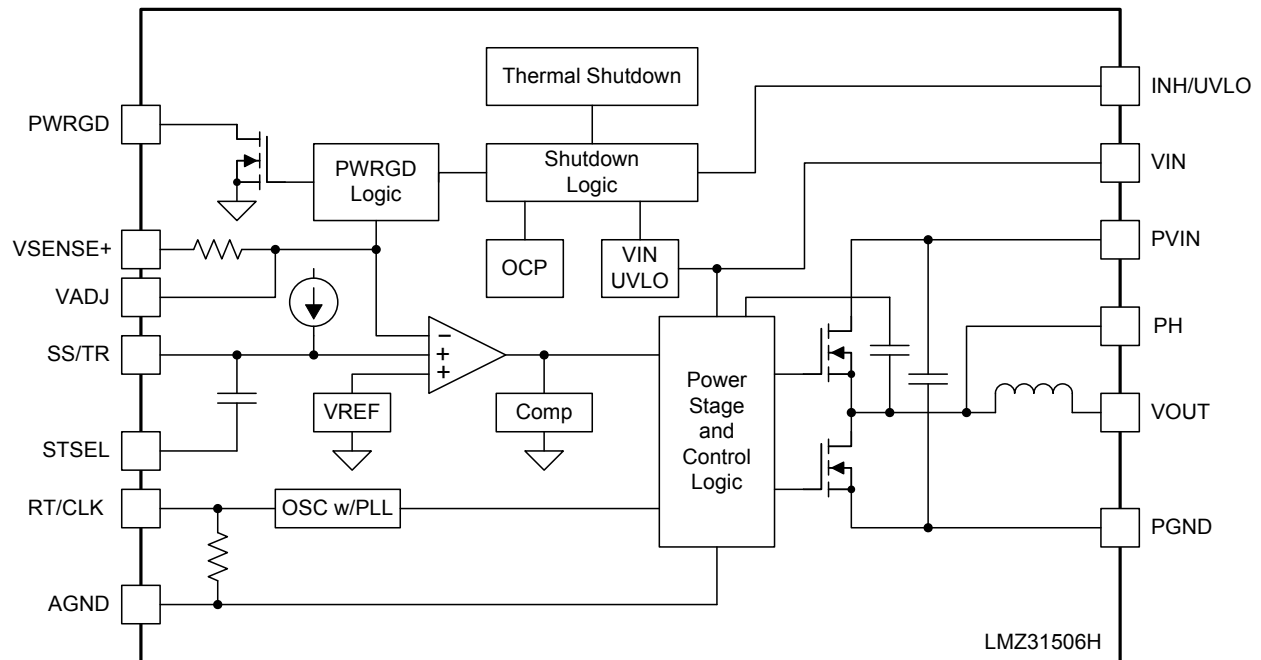 Thermal Shutdown
INH/UVLO
PWRGD
PWRGD
Logic
Shutdown
Logic
VIN
VSENSE+
OCP
VIN
UVLO
PVIN
VADJ
SS/TR
PH
−
+
+
VREF
Comp
Power
Stage
and
Control
Logic
VOUT
STSEL
RT/CLK
OSC w/PLL
PGND
AGND
LMZ31506H